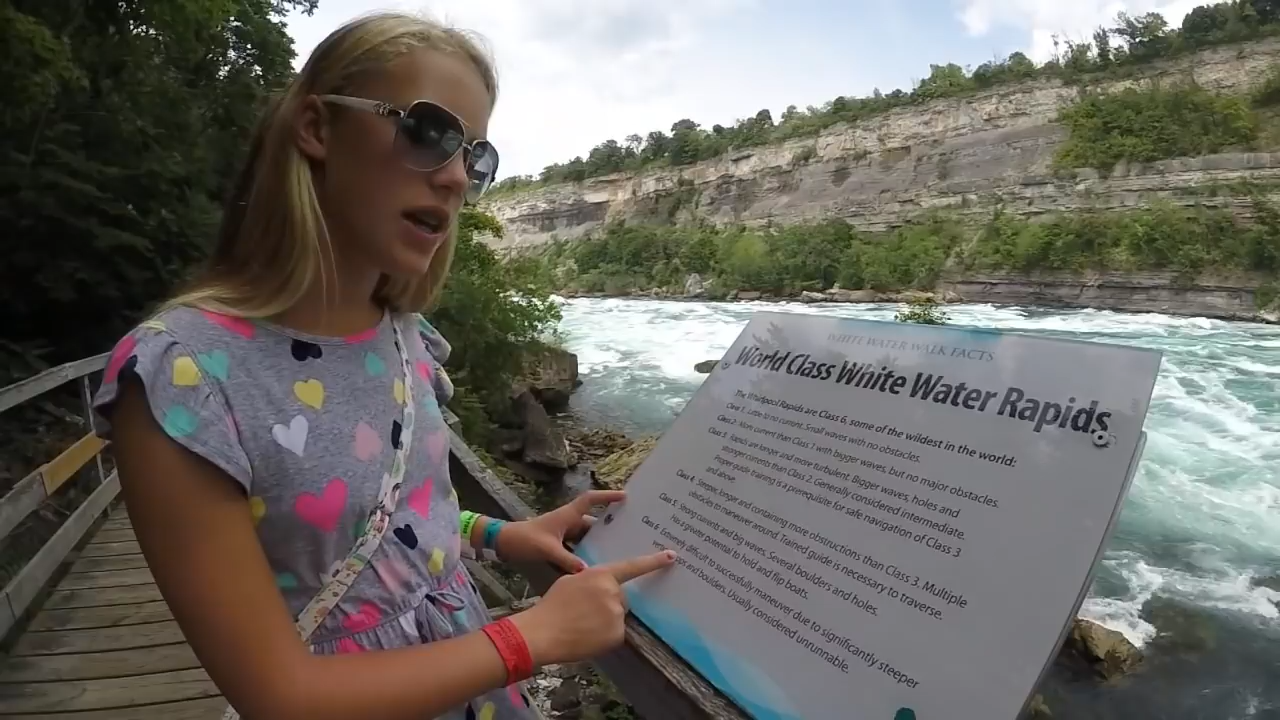 WHITE WATER WALK FACTS
World Class White Water Rapids
The Whirlpool Rapids are Class 6, some of the wildest in the world:
Class 1: Little to no current. Small waves with no obstacles.
Class 2: More current than Class 1 with bigger waves, but no major obstacles.
Class 3: Rapids are longer and more turbulent. Bigger waves, holes and
stronger currents than Class 2. Generally considered intermediate.
Proper guide training is a prerequisite for safe navigation of Class 3
and above.
Class 4: Steeper, longer and containing more obstructions than Class 3. Multiple
obstacles to maneuver around. Trained guide is necessary to traverse.
Class 5: Strong currents and big waves. Several boulders and holes.
Has a greater potential to hold and flip boats.
Class 6: Extremely difficult to successfully maneuver due to significantly steeper
and boulders. Usually considered unrunnable.